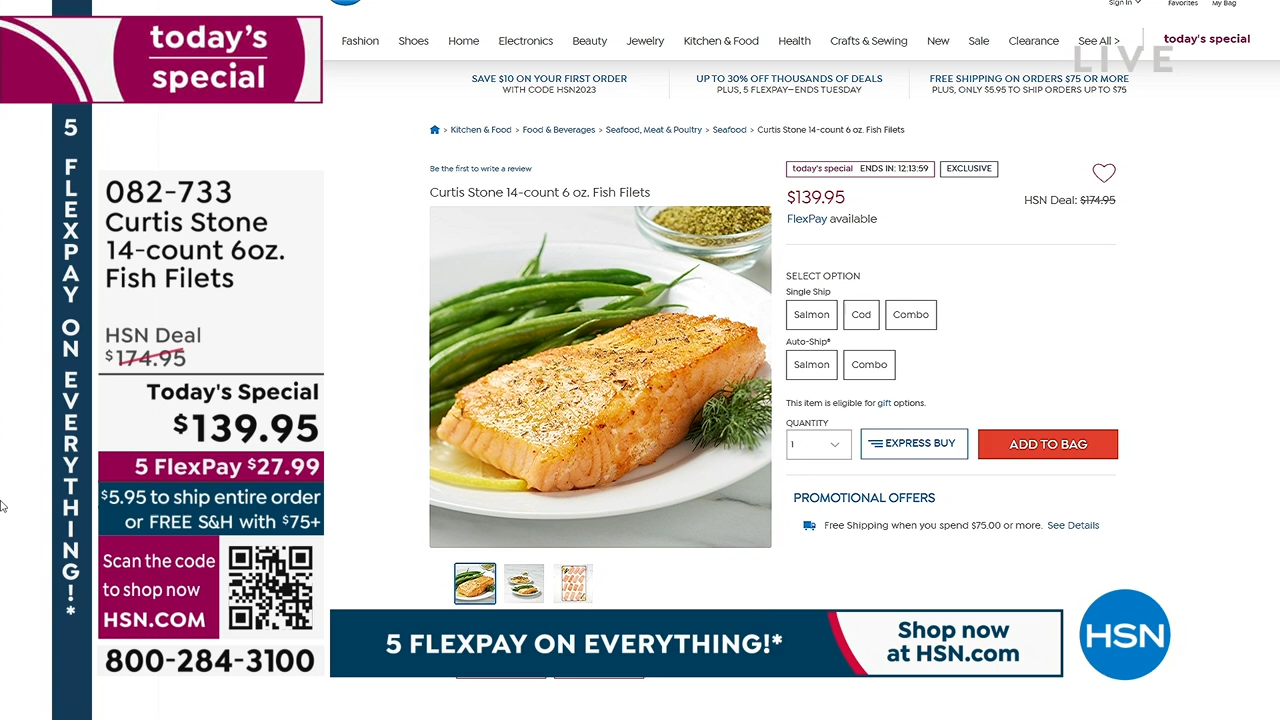 today's
special
5 FLEXPAY ON EVERYTHING!*
082-733
Curtis Stone
14-count 6oz.
Fish Filets
HSN Deal
$174.95
Today's Special
$139.95
5 FlexPay $27.99
$5.95 to ship entire order
or FREE S&H with $75+
Scan the code
to shop now
HSN.COM
800-284-3100
Sign In Favorites My Bag
Fashion Shoes Home Electronics Beauty Jewelry Kitchen & Food Health Crafts & Sewing New Sale Clearance See All > today's special
LIVE
SAVE $10 ON YOUR FIRST ORDER
WITH CODE HSN2023
UP TO 30% OFF THOUSANDS OF DEALS
PLUS, 5 FLEXPAY—ENDS TUESDAY
FREE SHIPPING ON ORDERS $75 OR MORE
PLUS, ONLY $5.95 TO SHIP ORDERS UP TO $75
> Kitchen & Food > Food & Beverages > Seafood, Meat & Poultry > Seafood > Curtis Stone 14-count 6 oz. Fish Filets
Be the first to write a review
Curtis Stone 14-count 6 oz. Fish Filets
today's special ENDS IN: 12:13:59 EXCLUSIVE
$139.95
HSN Deal: $174.95
FlexPay available
SELECT OPTION
Single Ship
Salmon Cod Combo
Auto-Ship®
Salmon Combo
This item is eligible for gift options.
QUANTITY
1 EXPRESS BUY ADD TO BAG
PROMOTIONAL OFFERS
Free Shipping when you spend $75.00 or more. See Details
5 FLEXPAY ON EVERYTHING!*
Shop now
at HSN.com
HSN